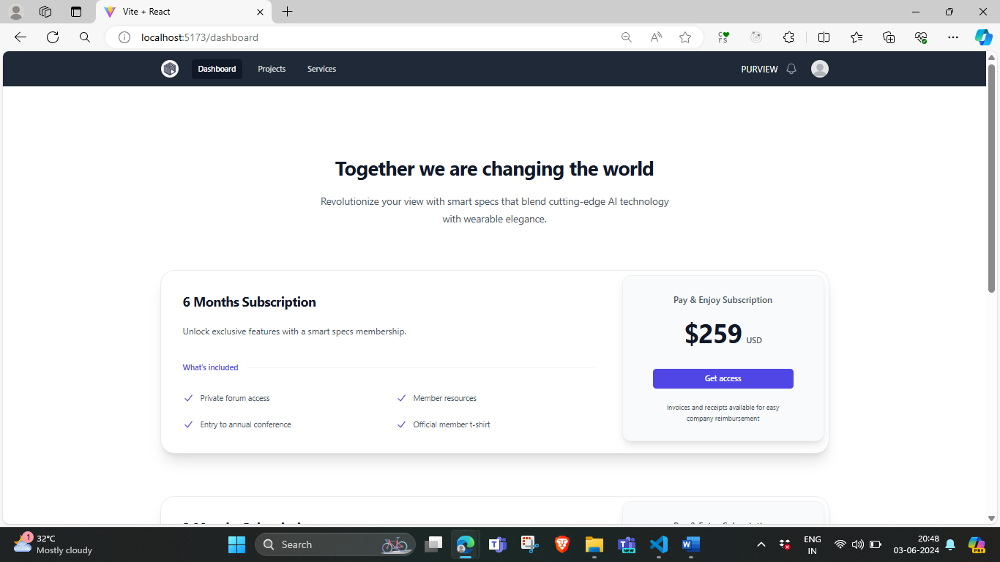 Vite + React
localhost:5173/dashboard
Dashboard
Projects
Services
PURVIEW
Together we are changing the world
Revolutionize your view with smart specs that blend cutting-edge AI technology
with wearable elegance.
6 Months Subscription
Unlock exclusive features with a smart specs membership.
What's included
Private forum access
Member resources
Entry to annual conference
Official member t-shirt
Pay & Enjoy Subscription
$259 USD
Get access
Invoices and receipts available for easy
company reimbursement
1
32°C
Mostly cloudy
Search
NEW
ENG
IN
20:48
03-06-2024
PRE